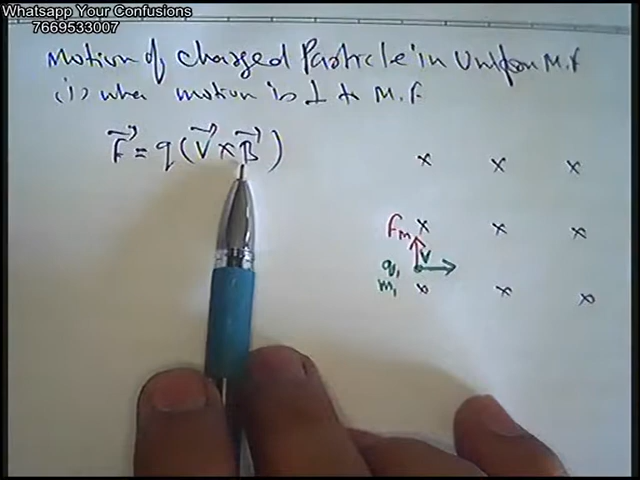 Whatsapp Your Confusions
7669533007
Motion of Charged Particle in Uniform M.F
(i) when motion is ⊥ to M.F
F⃗ = q(V⃗ × B⃗)
x x x
Fm x x x
V
q,
m, x x x